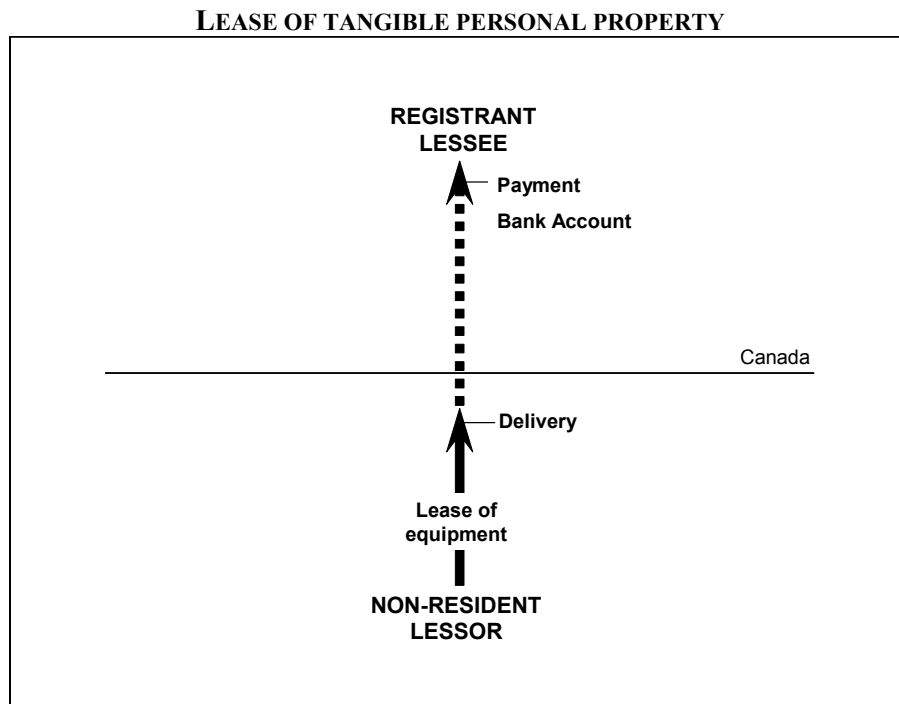 LEASE OF TANGIBLE PERSONAL PROPERTY
REGISTRANT
LESSEE
Payment
Bank Account
Canada
Delivery
Lease of
equipment
NON-RESIDENT
LESSOR